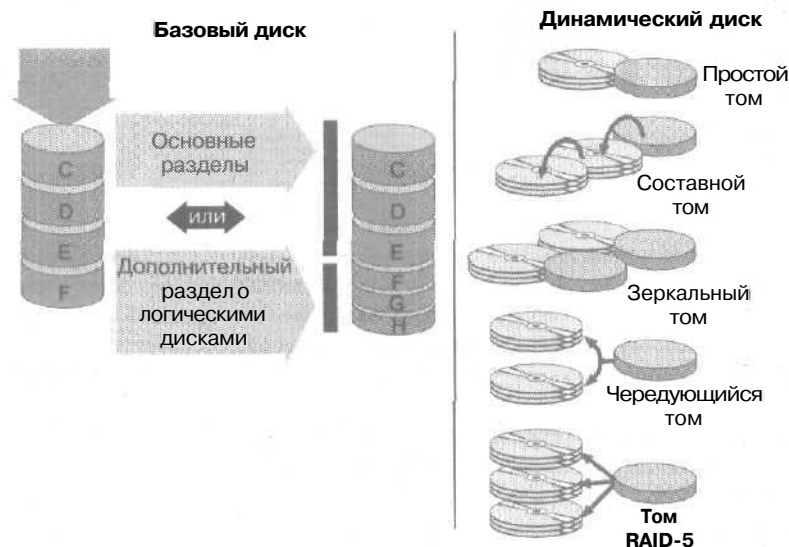 Базовый диск
C
D
E
F
Основные
разделы
или
Дополнительный
раздел о
логическими
дисками
C
D
E
F
G
H
Динамический диск
Простой
том
Составной
том
Зеркальный
том
Чередующийся
том
Том
RAID-5